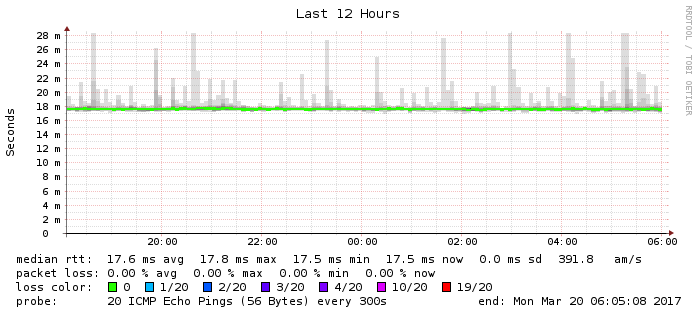 Last 12 Hours
RRDTOOL / TOBI OETIKER
Seconds
28 m
26 m
24 m
22 m
20 m
18 m
16 m
14 m
12 m
10 m
8 m
6 m
4 m
2 m
0
20:00 22:00 00:00 02:00 04:00 06:00
median rtt: 17.6 ms avg 17.8 ms max 17.5 ms min 17.5 ms now 0.0 ms sd 391.8 am/s
packet loss: 0.00 % avg 0.00 % max 0.00 % min 0.00 % now
loss color: 0 1/20 2/20 3/20 4/20 10/20 19/20
probe: 20 ICMP Echo Pings (56 Bytes) every 300s end: Mon Mar 20 06:05:08 2017